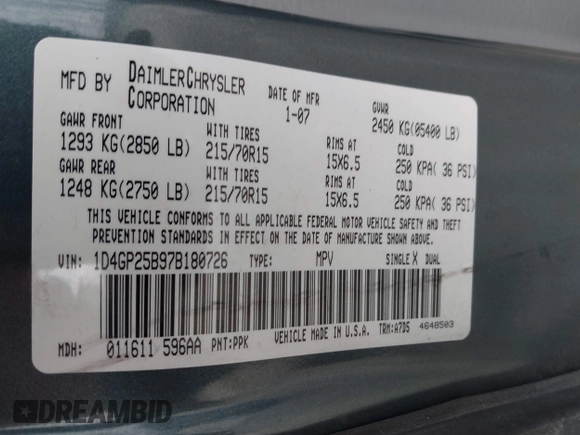 MFD BY DAIMLERCHRYSLER CORPORATION DATE OF MFR 1-07 GVWR 2450 KG(05400 LB)
GAWR FRONT WITH TIRES RIMS AT COLD
1293 KG(2850 LB) 215/70R15 15X6.5 250 KPA( 36 PSI)
GAWR REAR WITH TIRES RIMS AT COLD
1248 KG(2750 LB) 215/70R15 15X6.5 250 KPA( 36 PSI)
THIS VEHICLE CONFORMS TO ALL APPLICABLE FEDERAL MOTOR VEHICLE SAFETY AND THEFT
PREVENTION STANDARDS IN EFFECT ON THE DATE OF MANUFACTURE SHOWN ABOVE.
VIN: 1D4GP25B97B180726 TYPE: MPV SINGLE X DUAL
MDH: 011611 596AA PNT:PPK VEHICLE MADE IN U.S.A. TRM:A7D5 4648503
DREAMBID